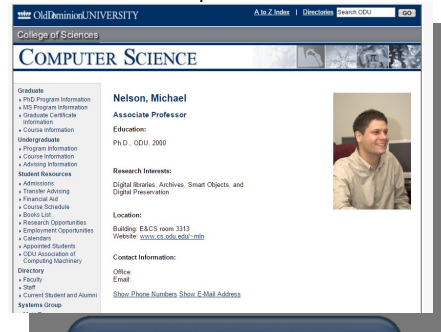 OldDominionUNIVERSITY
A to Z Index | Directories Search ODU GO
College of Sciences
COMPUTER SCIENCE
Graduate
PhD Program Information
MS Program Information
Graduate Certificate
Information
Course Information
Undergraduate
Program Information
Course Information
Advising Information
Student Resources
Admissions
Transfer Advising
Financial Aid
Course Schedule
Books List
Research Opportunities
Employment Opportunities
Calendars
Appointed Students
ODU Association of
Computing Machinery
Directory
Faculty
Staff
Current Student and Alumni
Systems Group
Nelson, Michael
Associate Professor
Education:
Ph.D., ODU, 2000
Research Interests:
Digital libraries, Archives, Smart Objects, and
Digital Preservation
Location:
Building: E&CS room 3313
Website: www.cs.odu.edu/~mln
Contact Information:
Office:
Email:
Show Phone Numbers Show E-Mail Address